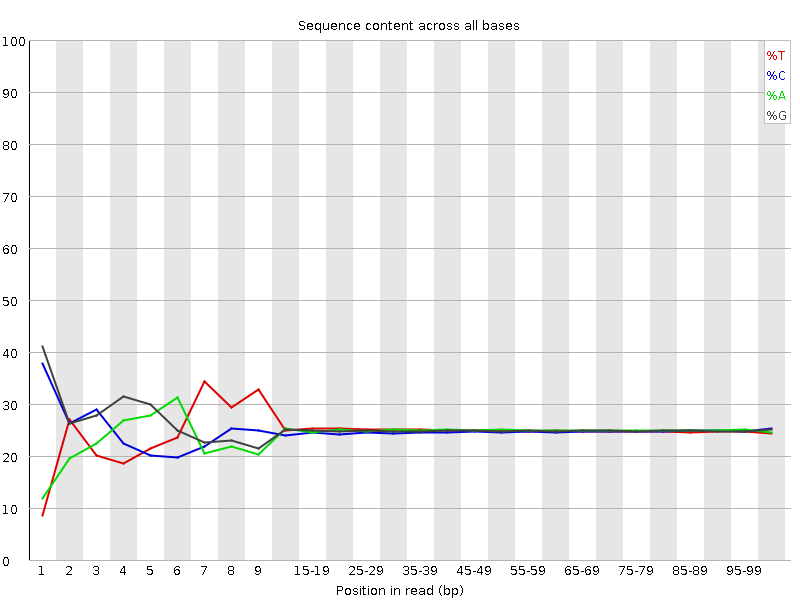 Sequence content across all bases
%T
%C
%A
%G
100
90
80
70
60
50
40
30
20
10
0
1 2 3 4 5 6 7 8 9 15-19 25-29 35-39 45-49 55-59 65-69 75-79 85-89 95-99
Position in read (bp)